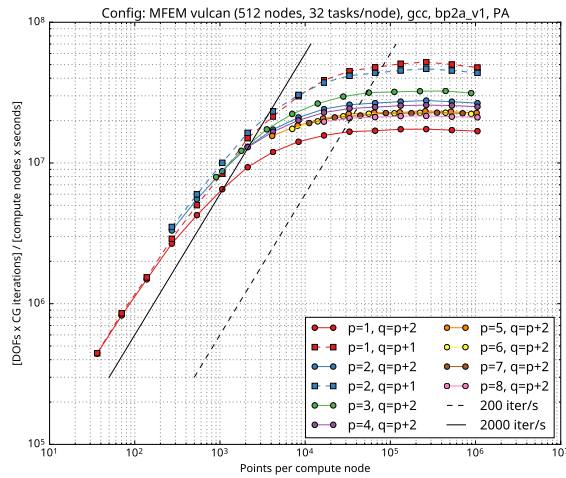 Config: MFEM vulcan (512 nodes, 32 tasks/node), gcc, bp2a_v1, PA
[DOFs x CG iterations] / [compute nodes x seconds]
10⁸
10⁷
10⁶
10⁵
10¹ 10² 10³ 10⁴ 10⁵ 10⁶ 10⁷
Points per compute node
p=1, q=p+2
p=1, q=p+1
p=2, q=p+2
p=2, q=p+1
p=3, q=p+2
p=4, q=p+2
p=5, q=p+2
p=6, q=p+2
p=7, q=p+2
p=8, q=p+2
200 iter/s
2000 iter/s